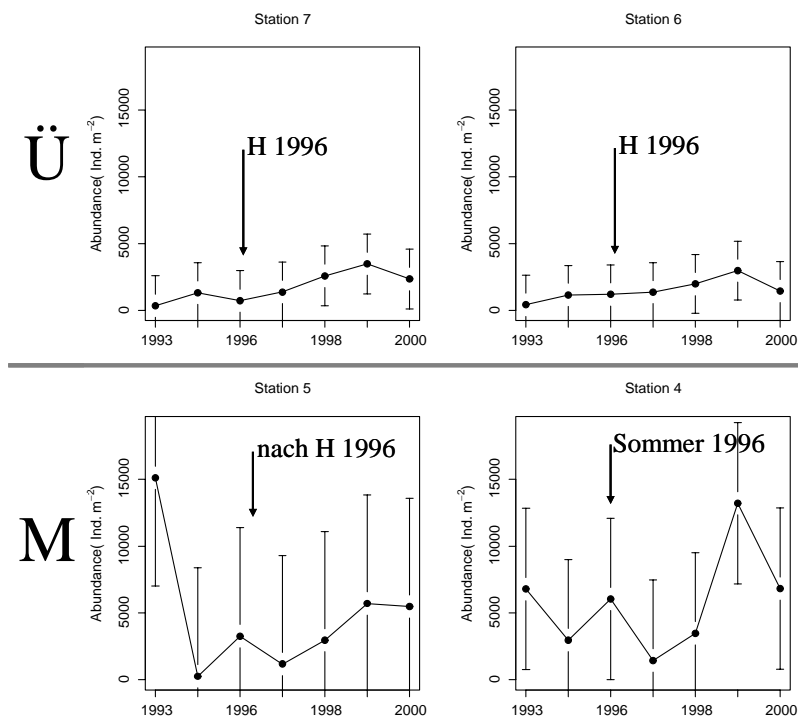 Station 7
Station 6
Ü
Abundance( Ind. m⁻²)
15000
10000
5000
0
H 1996
1993
1996
1998
2000
Abundance( Ind. m⁻²)
15000
10000
5000
0
H 1996
1993
1996
1998
2000
Station 5
Station 4
M
Abundance( Ind. m⁻²)
15000
10000
5000
0
nach H 1996
1993
1996
1998
2000
Abundance( Ind. m⁻²)
15000
10000
5000
0
Sommer 1996
1993
1996
1998
2000